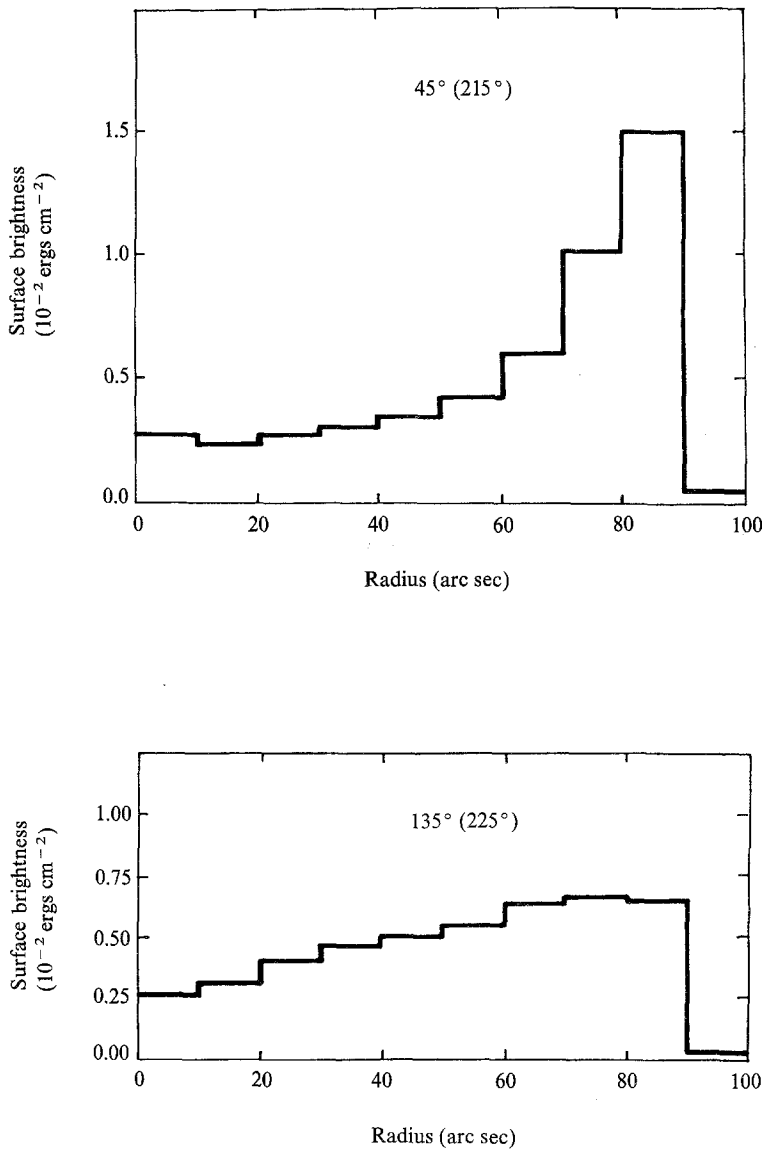 45° (215°)
Surface brightness
(10⁻² ergs cm⁻²)
1.5
1.0
0.5
0.0
0 20 40 60 80 100
Radius (arc sec)
135° (225°)
Surface brightness
(10⁻² ergs cm⁻²)
1.00
0.75
0.50
0.25
0.00
0 20 40 60 80 100
Radius (arc sec)